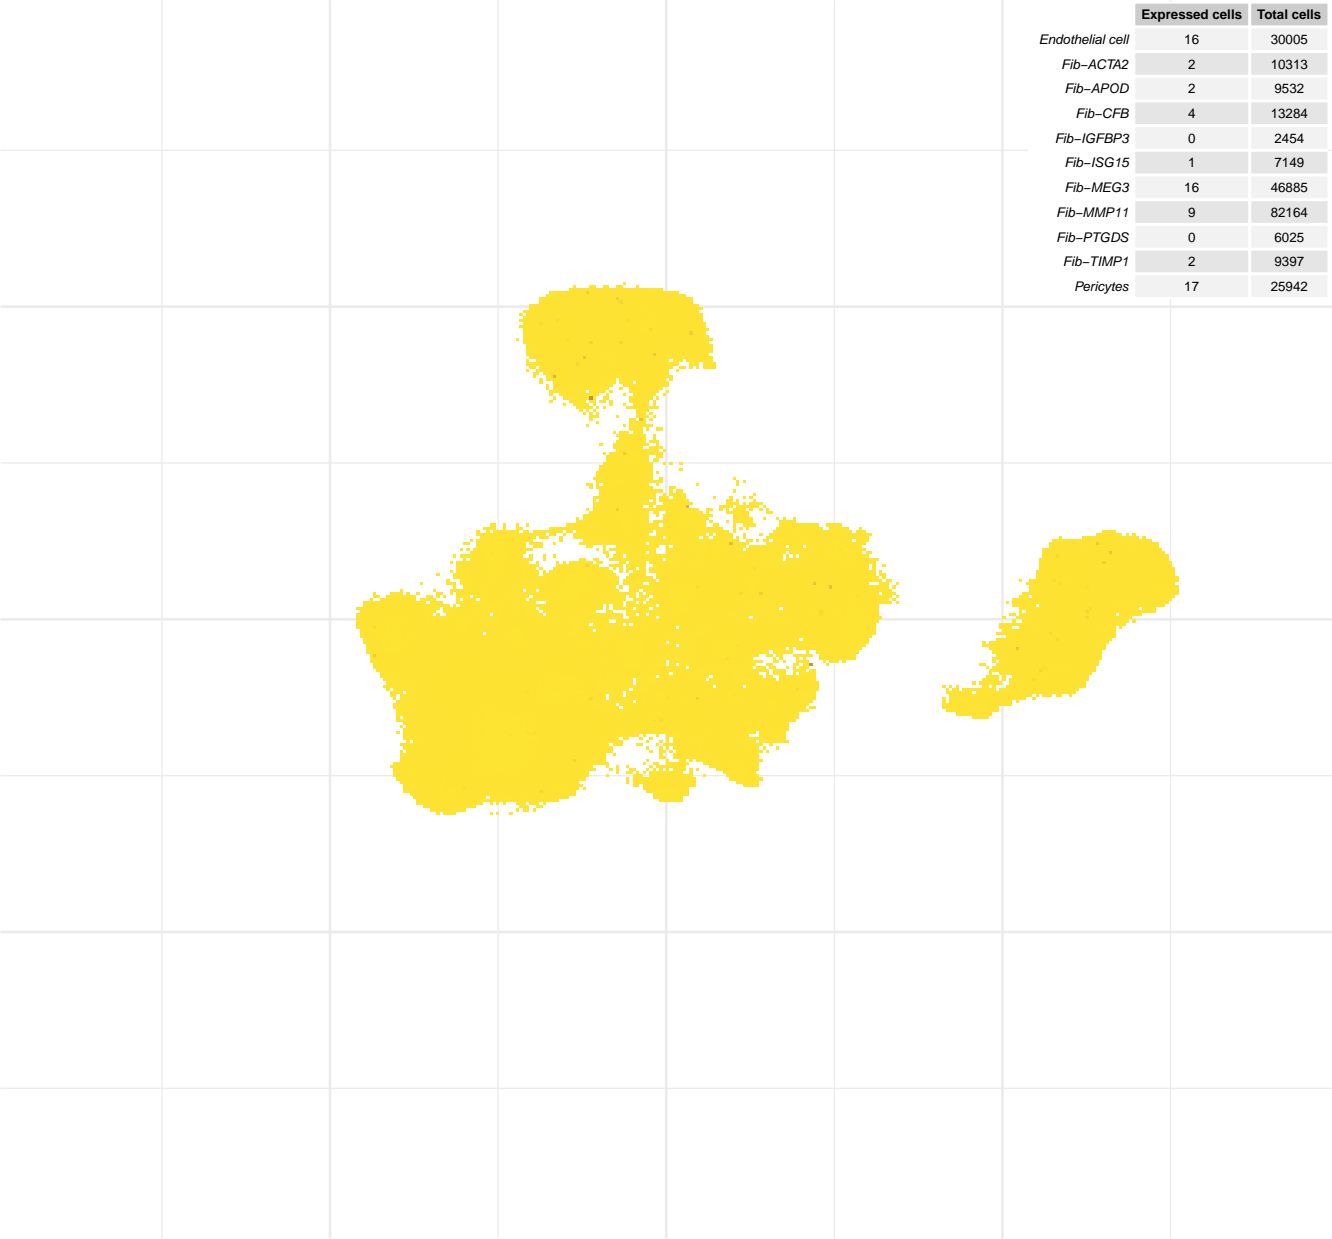 Expressed cells Total cells
Endothelial cell 16 30005
Fib−ACTA2 2 10313
Fib−APOD 2 9532
Fib−CFB 4 13284
Fib−IGFBP3 0 2454
Fib−ISG15 1 7149
Fib−MEG3 16 46885
Fib−MMP11 9 82164
Fib−PTGDS 0 6025
Fib−TIMP1 2 9397
Pericytes 17 25942